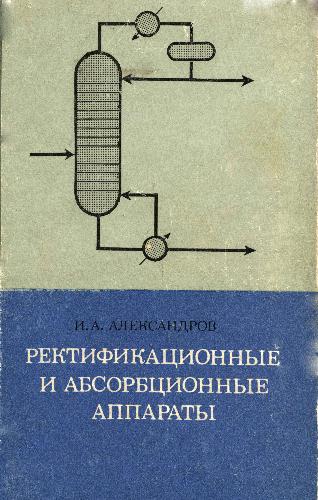 И. А. АЛЕКСАНДРОВ
РЕКТИФИКАЦИОННЫЕ
И АБСОРБЦИОННЫЕ
АППАРАТЫ